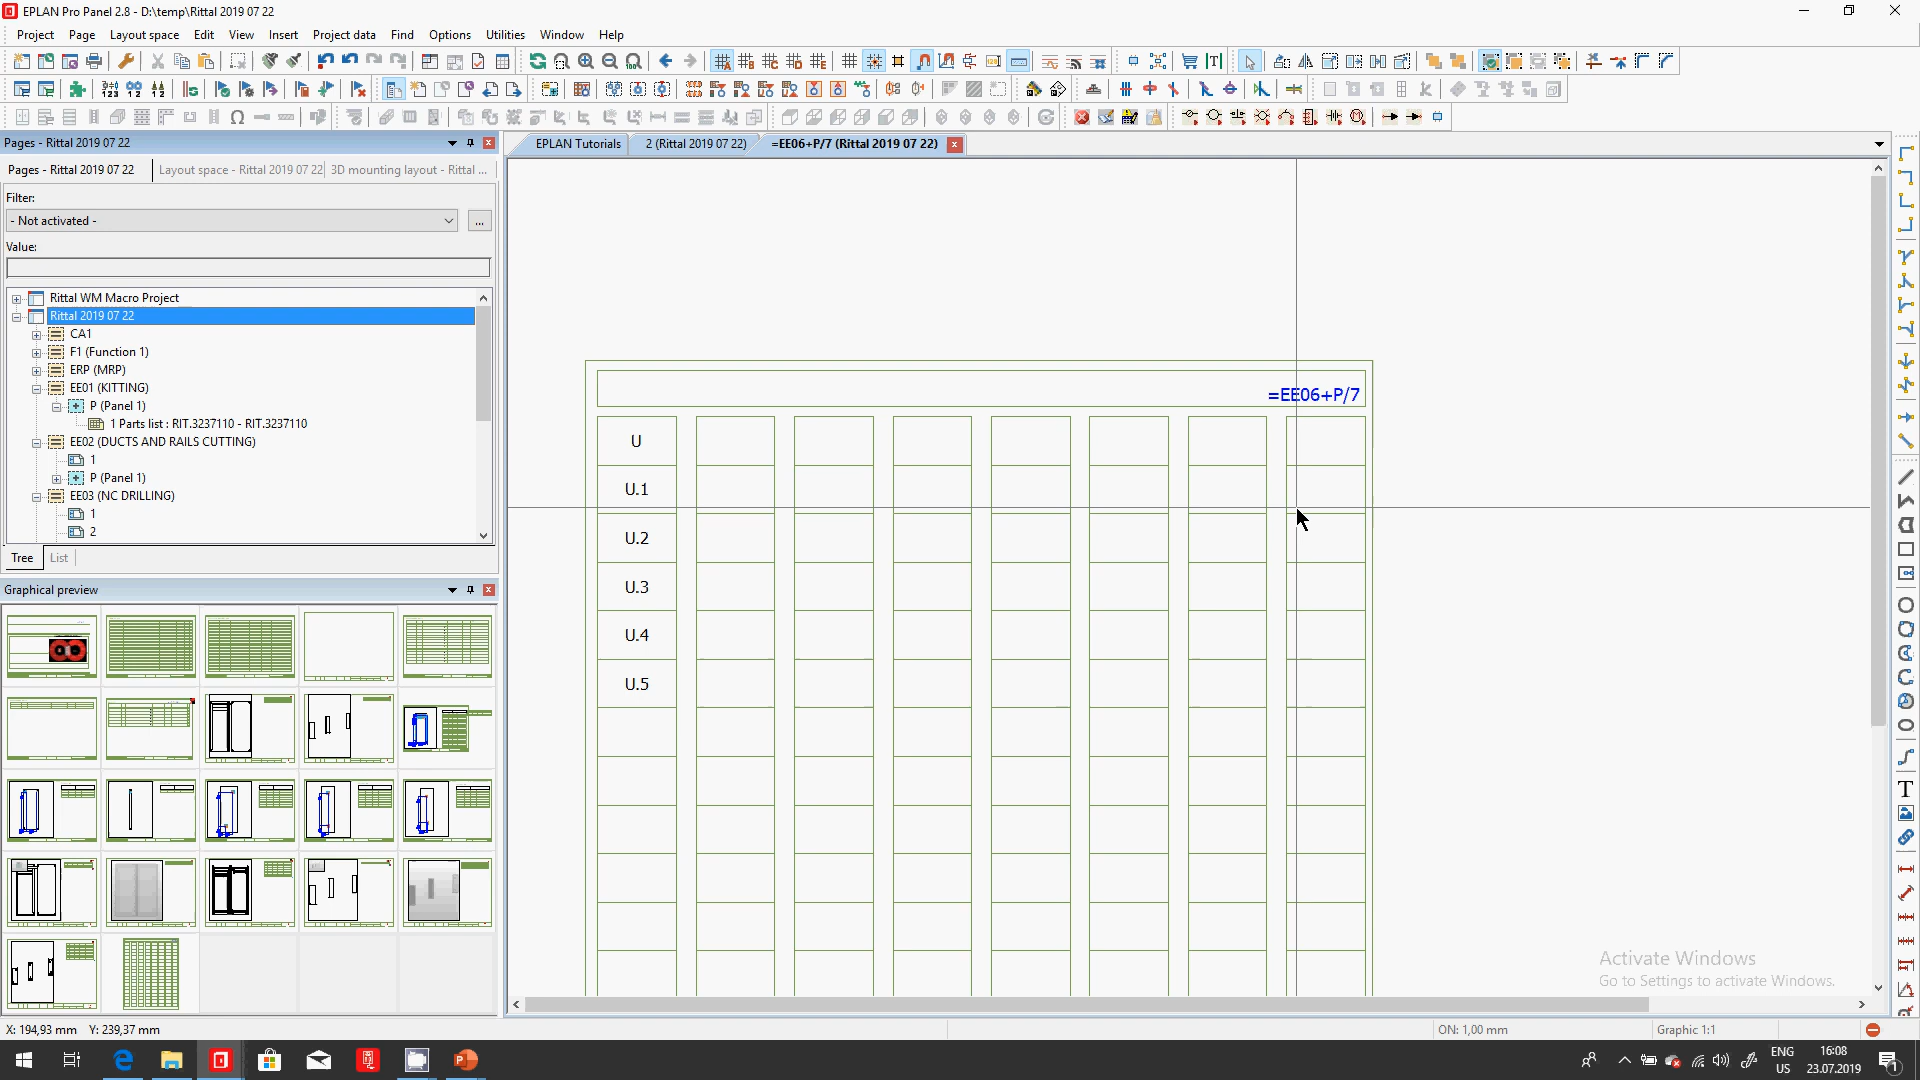 EPLAN Pro Panel 2.8 - D:\temp\Rittal 2019 07 22
Project Page Layout space Edit View Insert Project data Find Options Utilities Window Help
Pages - Rittal 2019 07 22
EPLAN Tutorials
2 (Rittal 2019 07 22)
=EE06+P/7 (Rittal 2019 07 22)
Pages - Rittal 2019 07 22
Layout space - Rittal 2019 07 22
3D mounting layout - Rittal ...
Filter:
- Not activated -
...
Value:
Rittal WM Macro Project
Rittal 2019 07 22
CA1
F1 (Function 1)
ERP (MRP)
EE01 (KITTING)
P (Panel 1)
1 Parts list : RIT.3237110 - RIT.3237110
EE02 (DUCTS AND RAILS CUTTING)
1
P (Panel 1)
EE03 (NC DRILLING)
1
2
Tree List
Graphical preview
=EE06+P/7
U
U.1
U.2
U.3
U.4
U.5
Activate Windows
Go to Settings to activate Windows.
X: 194,93 mm Y: 239,37 mm
ON: 1,00 mm
Graphic 1:1
ENG
US
16:08
23.07.2019
1